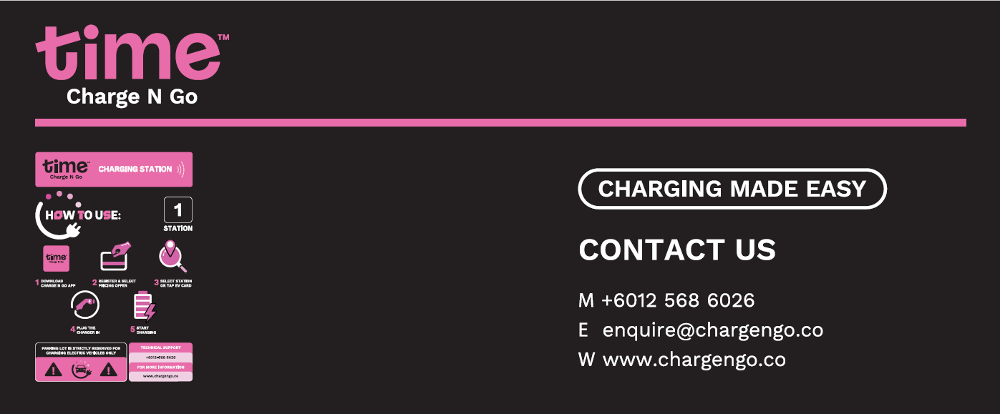 time™
Charge N Go
time™
Charge N Go
CHARGING STATION
HOW TO USE:
1
STATION
time
Charge N Go
1 DOWNLOAD
CHARGE N GO APP
2 REGISTER & SELECT
PRICING OFFER
3 SELECT STATION
OR TAP EV CARD
4 PLUG THE
CHARGER IN
5 START
CHARGING
PARKING LOT IS STRICTLY RESERVED FOR
CHARGING ELECTRIC VEHICLES ONLY
TECHNICAL SUPPORT
+6012-568 6026
FOR MORE INFORMATION
www.chargengo.co
CHARGING MADE EASY
CONTACT US
M +6012 568 6026
E enquire@chargengo.co
W www.chargengo.co